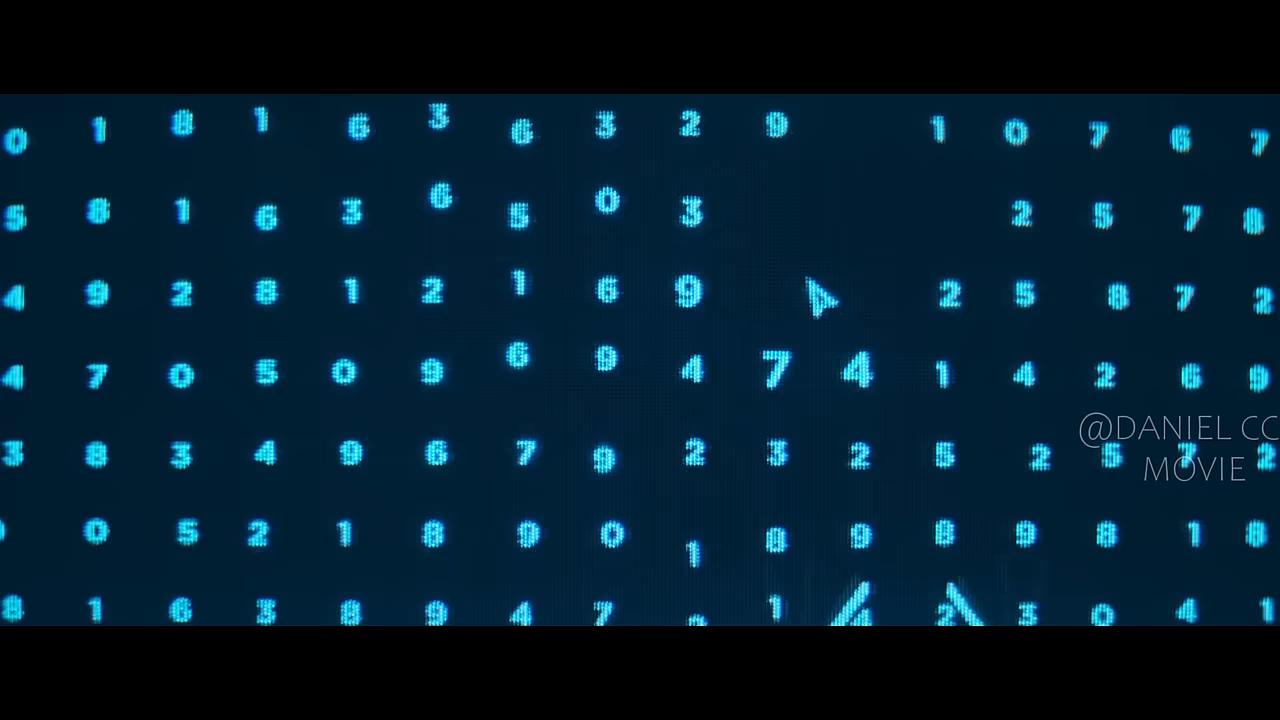 0 1 8 1 6 3 6 3 2 9 1 0 7 6 7
5 8 1 6 3 6 5 0 3 2 5 7 8
4 9 2 8 1 2 1 6 9 2 5 8 7 2
4 7 0 5 0 9 6 9 4 7 4 1 4 2 6 9
3 8 3 4 9 6 7 9 2 3 2 5 2 5 7 2
@DANIEL CC
MOVIE
0 5 2 1 8 9 0 1 8 9 8 9 8 1 8
8 1 6 3 8 9 4 7 1 4 2 3 0 4 1